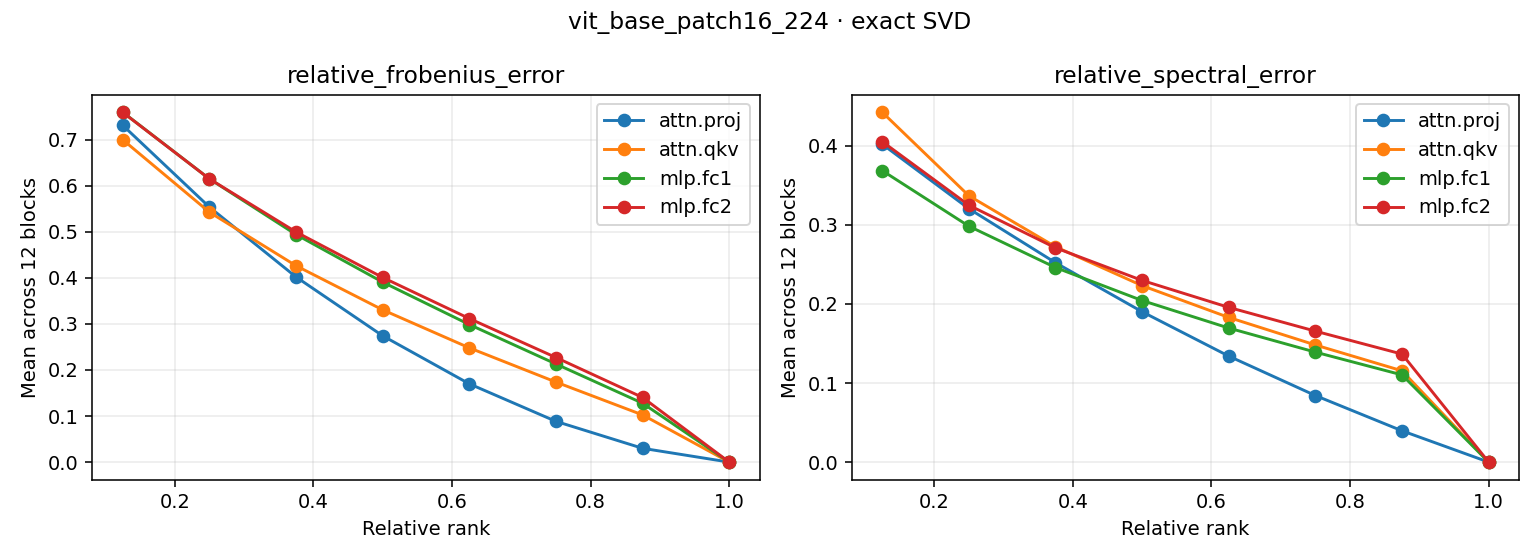 vit_base_patch16_224 · exact SVD
relative_frobenius_error
Mean across 12 blocks
0.7
0.6
0.5
0.4
0.3
0.2
0.1
0.0
attn.proj
attn.qkv
mlp.fc1
mlp.fc2
0.2 0.4 0.6 0.8 1.0
Relative rank
relative_spectral_error
Mean across 12 blocks
0.4
0.3
0.2
0.1
0.0
attn.proj
attn.qkv
mlp.fc1
mlp.fc2
0.2 0.4 0.6 0.8 1.0
Relative rank